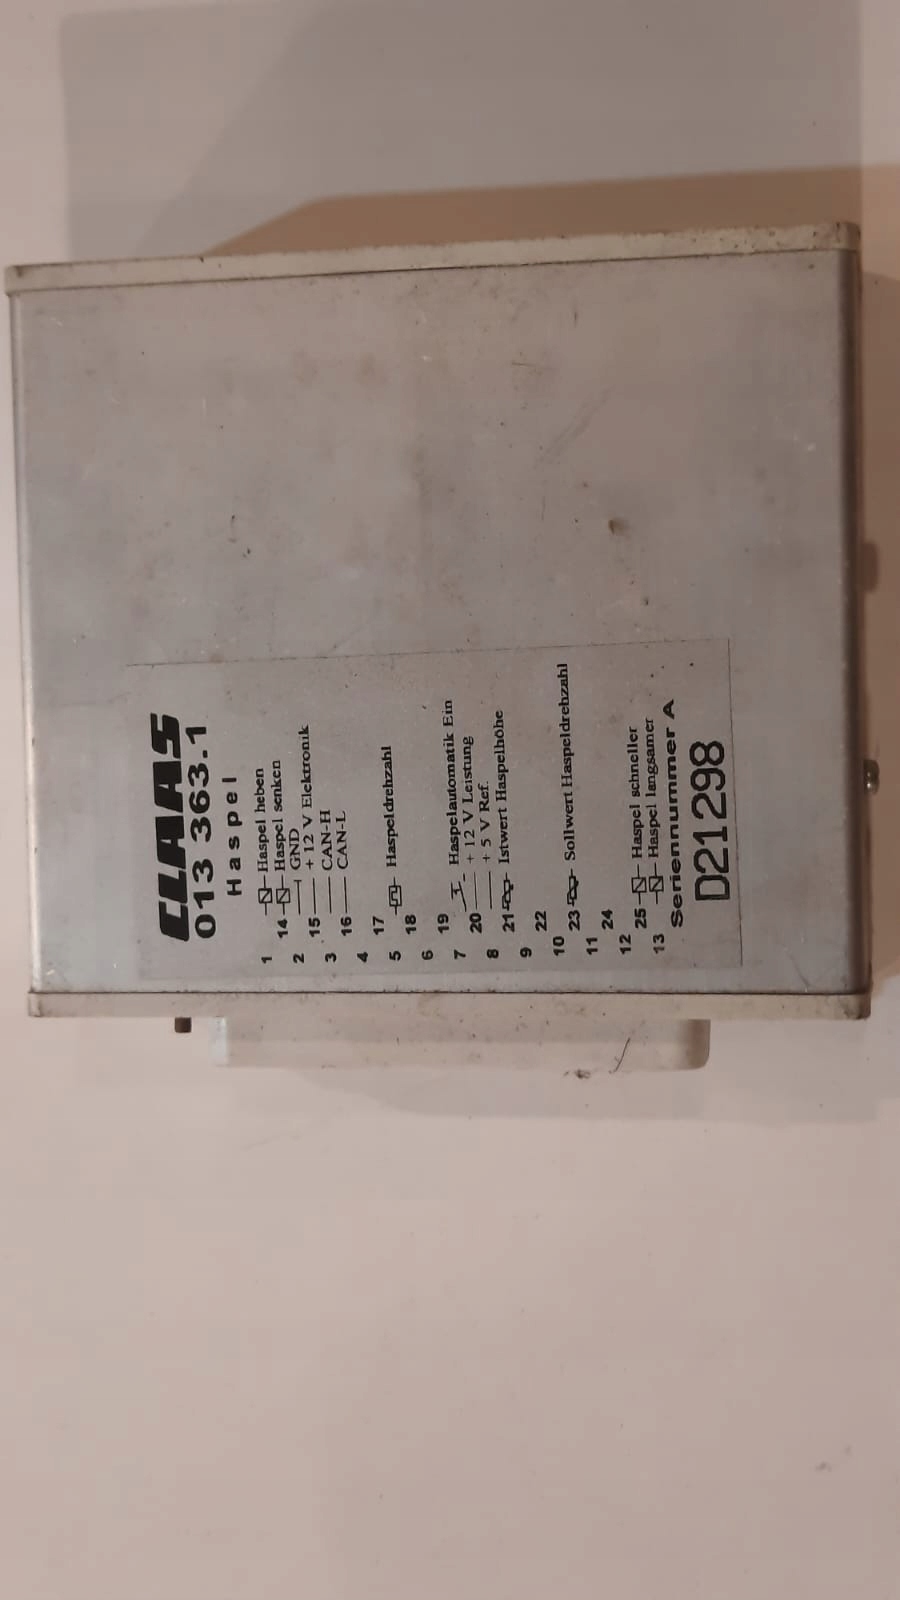 CLAAS
013 363.1
Haspel
1 Haspel heben
14 Haspel senken
2 GND
15 +12 V Elektronik
3 CAN-H
16 CAN-L
4
17
5 Haspeldrehzahl
18
6
19
7 Haspelautomatik Ein
20 + 12 V Leistung
8 + 5 V Ref.
21 Istwert Haspelhöhe
9
22
10
23 Sollwert Haspeldrehzahl
11
24
12
25 Haspel schneller
13 Haspel langsamer
Seriennummer A
D21298